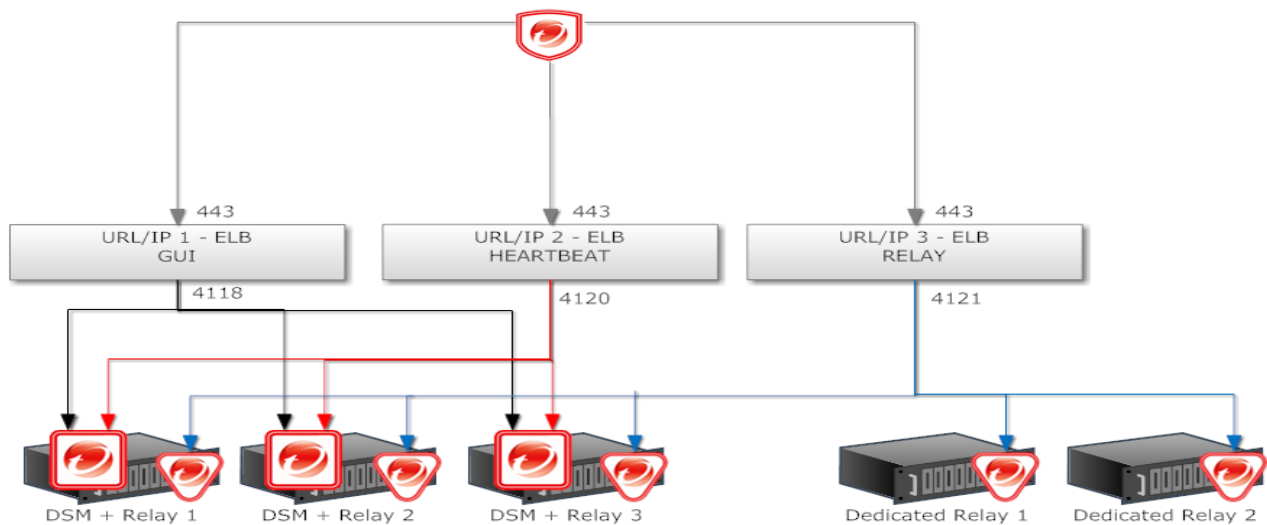 443
443
443
URL/IP 1 - ELB
GUI
URL/IP 2 - ELB
HEARTBEAT
URL/IP 3 - ELB
RELAY
4118
4120
4121
DSM + Relay 1
DSM + Relay 2
DSM + Relay 3
Dedicated Relay 1
Dedicated Relay 2